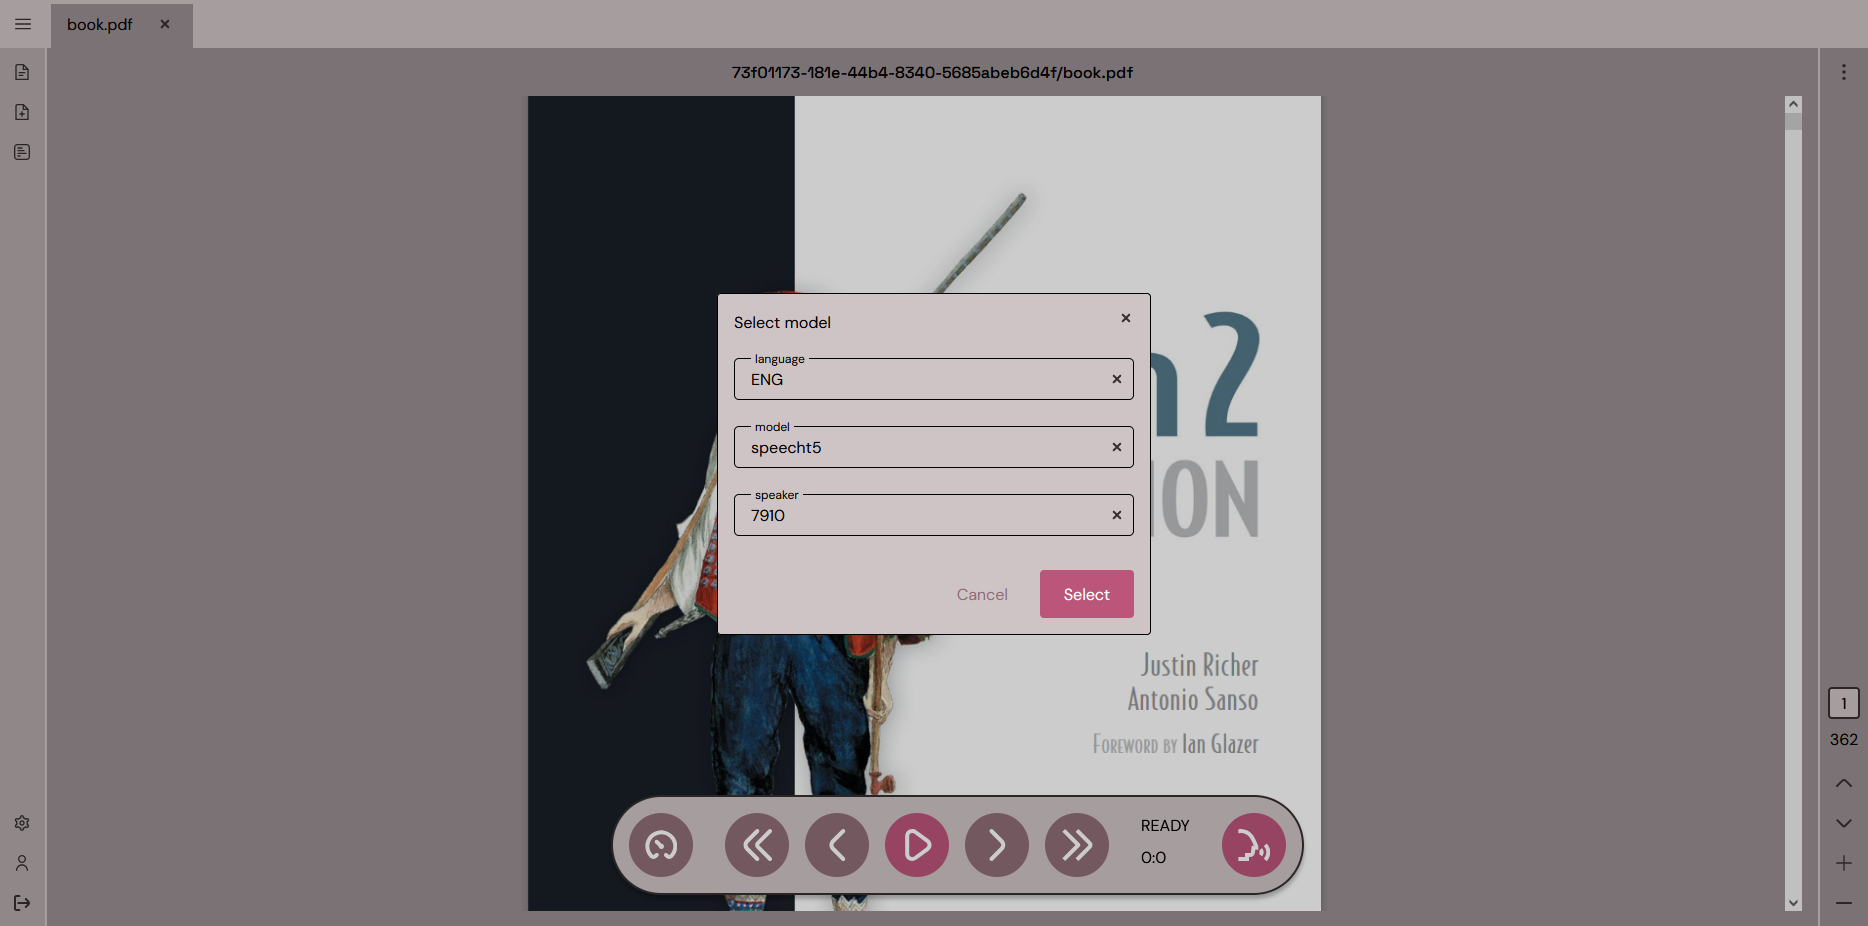 book.pdf
73f01173-181e-44b4-8340-5685abeb6d4f/book.pdf
2
ION
Select model
language
ENG
model
speecht5
speaker
7910
Cancel
Select
Justin Richer
Antonio Sanso
FOREWORD BY Ian Glazer
READY
0:0
1
362